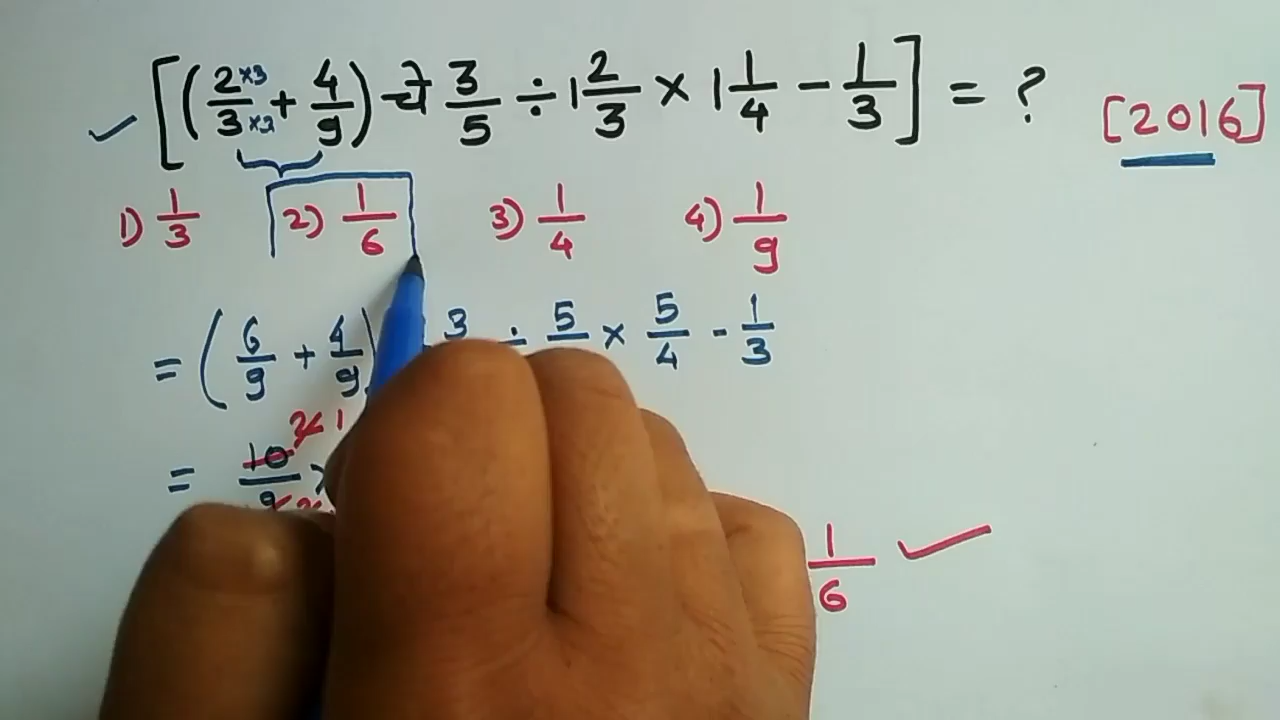 [(2×3/3×3 + 4/9) का 3/5 ÷ 1 2/3 × 1 1/4 - 1/3] = ?
[2016]
1) 1/3 2) 1/6 3) 1/4 4) 1/9
= (6/9 + 4/9) 3 ÷ 5 × 5/4 - 1/3
= 10/9 ×
1/6 ✓